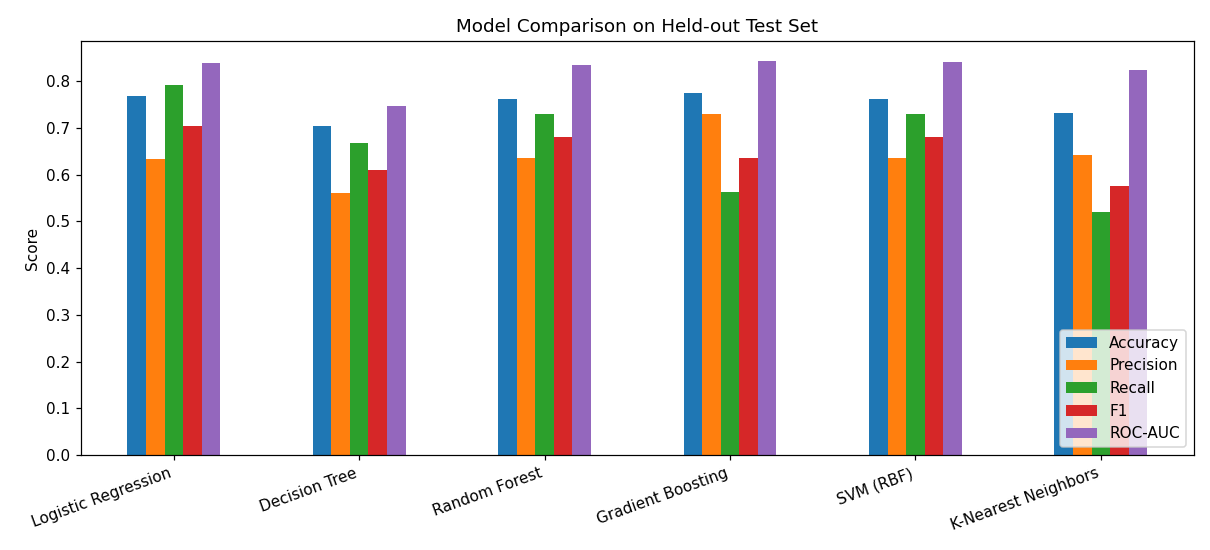 Model Comparison on Held-out Test Set
Score
0.8
0.7
0.6
0.5
0.4
0.3
0.2
0.1
0.0
Accuracy
Precision
Recall
F1
ROC-AUC
Logistic Regression
Decision Tree
Random Forest
Gradient Boosting
SVM (RBF)
K-Nearest Neighbors